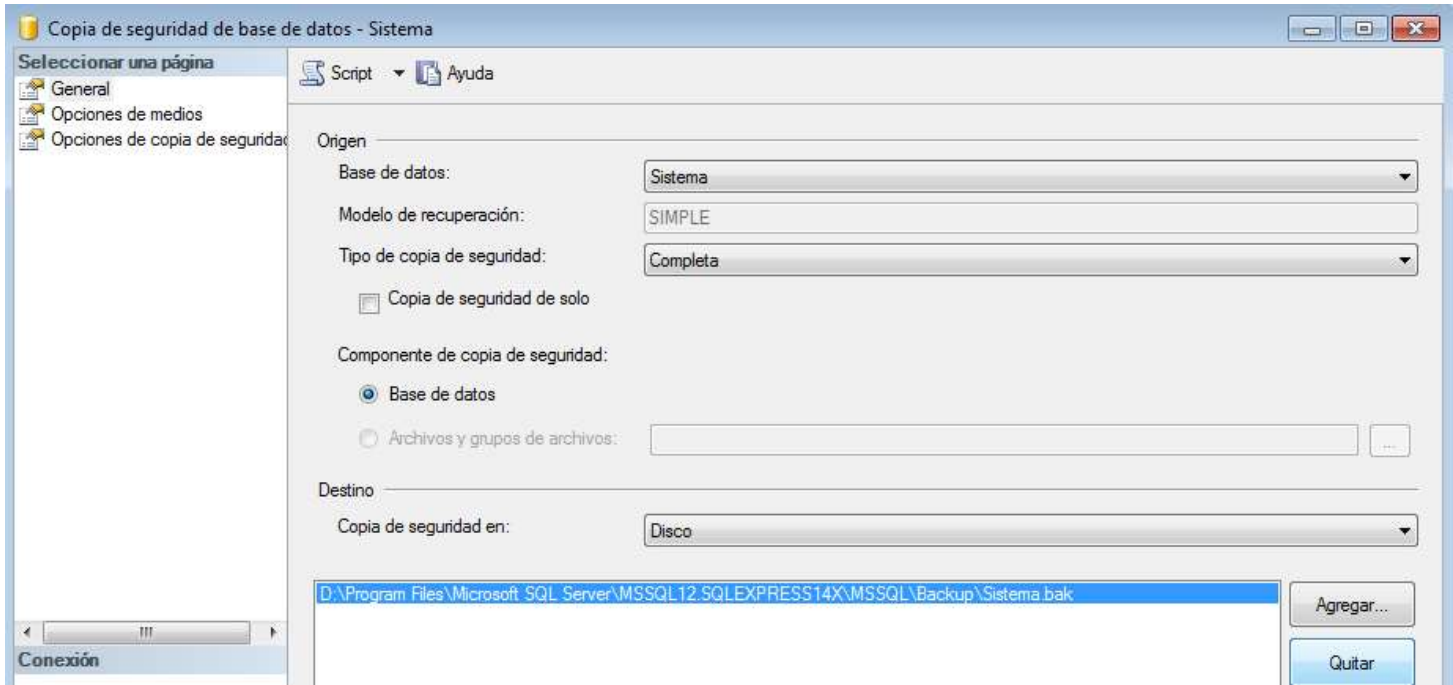 Copia de seguridad de base de datos - Sistema
Seleccionar una página
General
Opciones de medios
Opciones de copia de seguridad
Conexión
Script
Ayuda
Origen
Base de datos:
Sistema
Modelo de recuperación:
SIMPLE
Tipo de copia de seguridad:
Completa
Copia de seguridad de solo
Componente de copia de seguridad:
Base de datos
Archivos y grupos de archivos:
...
Destino
Copia de seguridad en:
Disco
D:\Program Files\Microsoft SQL Server\MSSQL12.SQLEXPRESS14X\MSSQL\Backup\Sistema.bak
Agregar...
Quitar